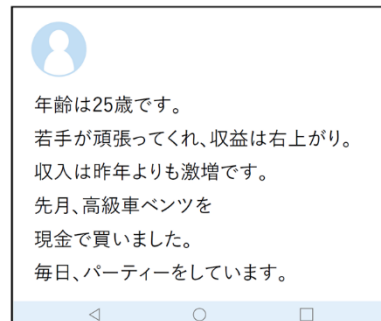 年齢は25歳です。
若手が頑張ってくれ、収益は右上がり。
収入は昨年よりも激増です。
先月、高級車ベンツを
現金で買いました。
毎日、パーティーをしています。